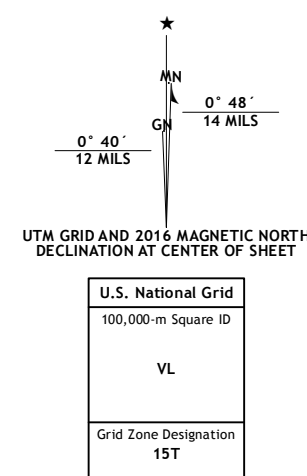 ★
MN
0° 48´
14 MILS
GN
0° 40´
12 MILS
UTM GRID AND 2016 MAGNETIC NORTH
DECLINATION AT CENTER OF SHEET
U.S. National Grid
100,000-m Square ID
VL
Grid Zone Designation
15T